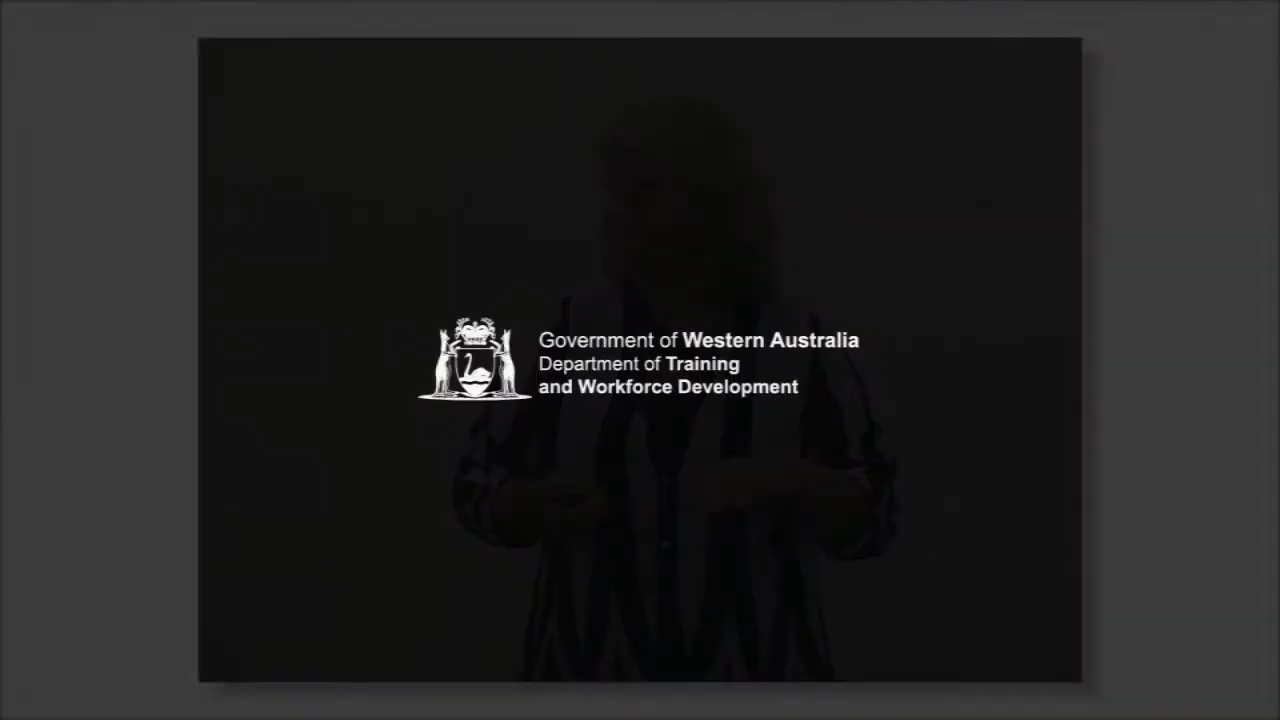 Government of Western Australia
Department of Training
and Workforce Development